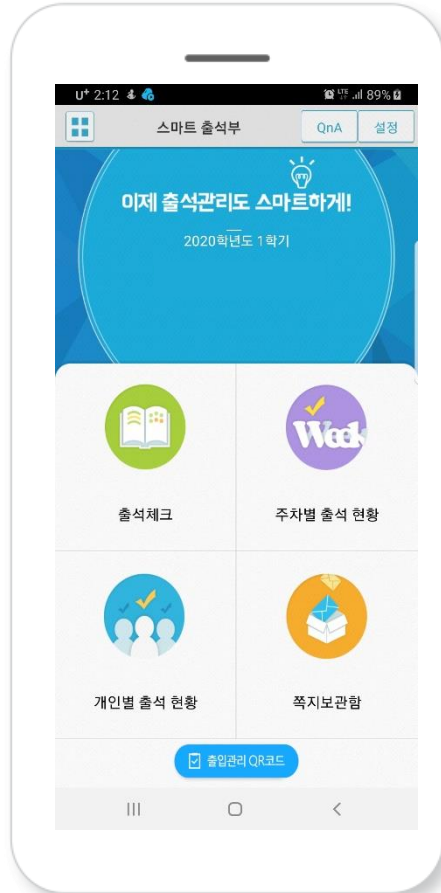 U+ 2:12 LTE 89%
스마트 출석부 QnA 설정
이제 출석관리도 스마트하게!
2020학년도 1학기
Week
출석체크 주차별 출석 현황
개인별 출석 현황 쪽지보관함
출입관리 QR코드